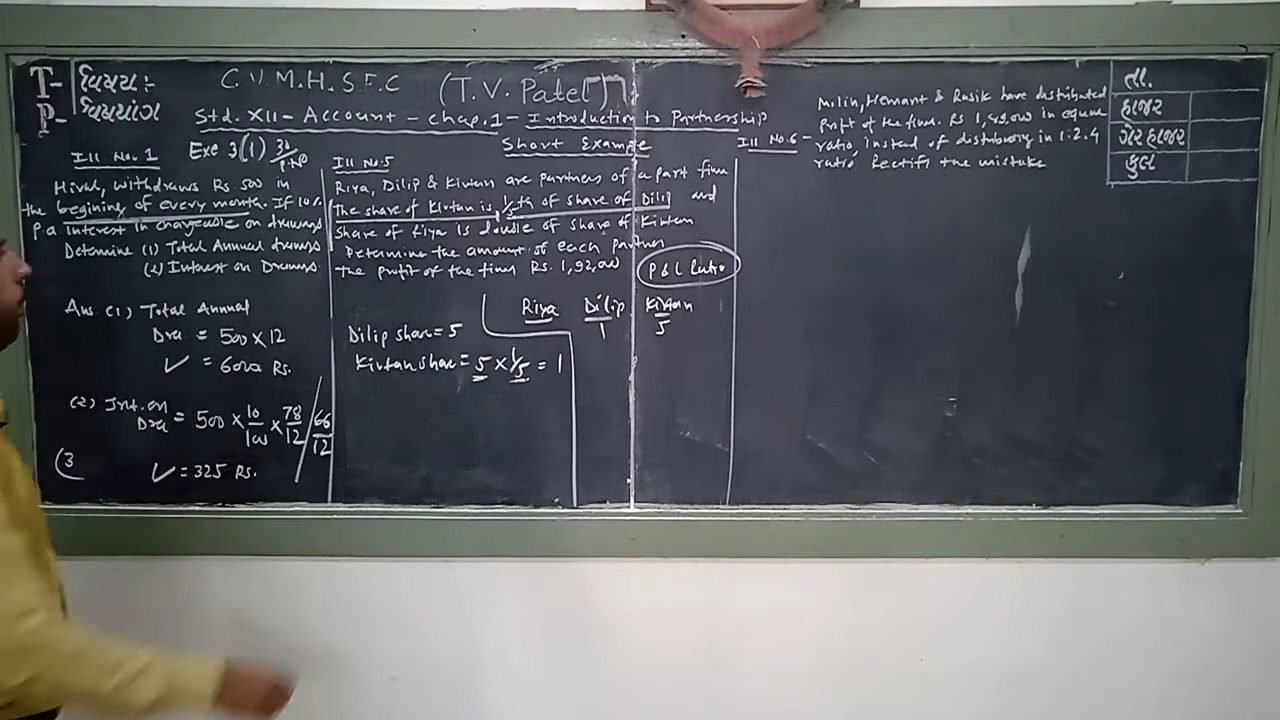 T- વિષય:
P- વિષયાંગ
C.V.M.H.S.E.C (T.V. Patel)
Std. XII - Account - chap.1 - Introduction to Partnership
Exe 3(1) 30
Short Example
Ill No. 1
Hiral, withdraws Rs. 500 in
the begining of every month. If 10%
p a interest in chargeable on drawings
Determine (1) Total Annual drawings
(2) Interest on Drawings
Ans (1) Total Annual
Dra = 500 × 12
✓ = 6000 Rs.
(2) Int. on
Dra = 500 × 10/100 × 78/12 / 66/12
✓ = 325 Rs.
(3
Ill No. 5
Riya, Dilip & Kirtan are partners of a part firm
the share of Kirtan is 1/5th of share of Dilip and
share of Riya is double of share of Kirtan
Determine the amount of each partner
the profit of the firm Rs. 1,92,000
P & L Ratio
Riya Dilip Kirtan
1 5
Dilip share = 5
Kirtan share = 5 × 1/5 = 1
Ill No. 6 -
Milin, Hemant & Rasik have distributed
Profit of the firm. Rs 1,49,000 in equal
ratio, instead of distributing in 1:2:4
ratio. Rectify the mistake
તા.
હાજર
ગેર હાજર
કુલ